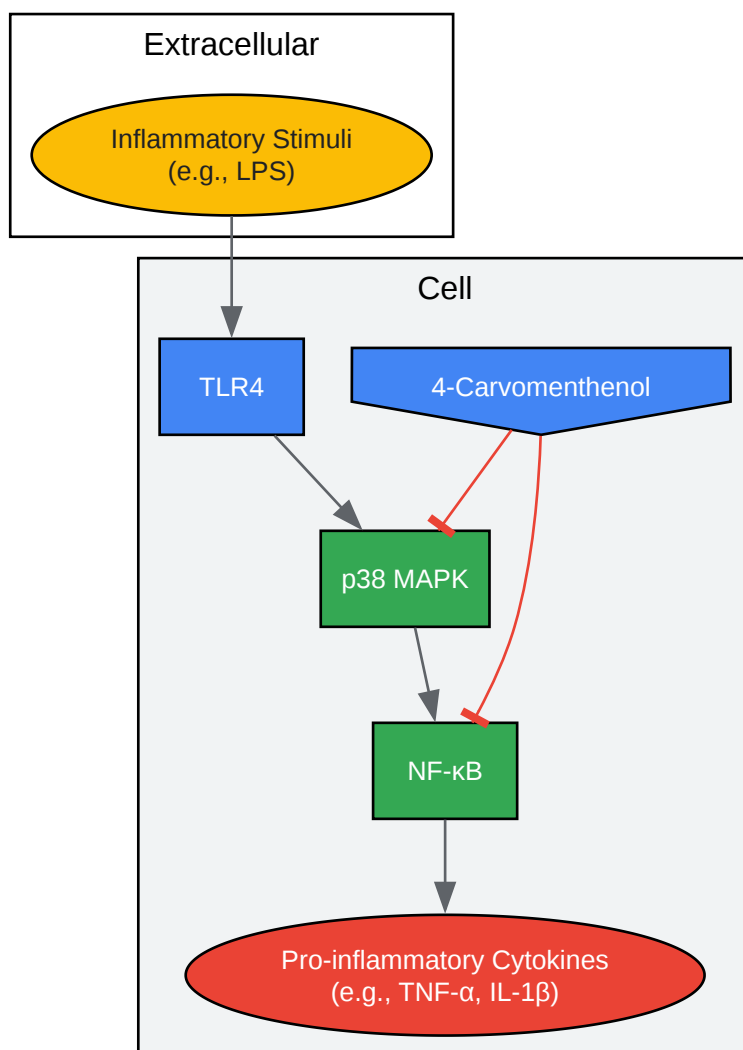 Extracellular
Inflammatory Stimuli
(e.g., LPS)
Cell
TLR4
4-Carvomenthenol
p38 MAPK
NF-κB
Pro-inflammatory Cytokines
(e.g., TNF-α, IL-1β)